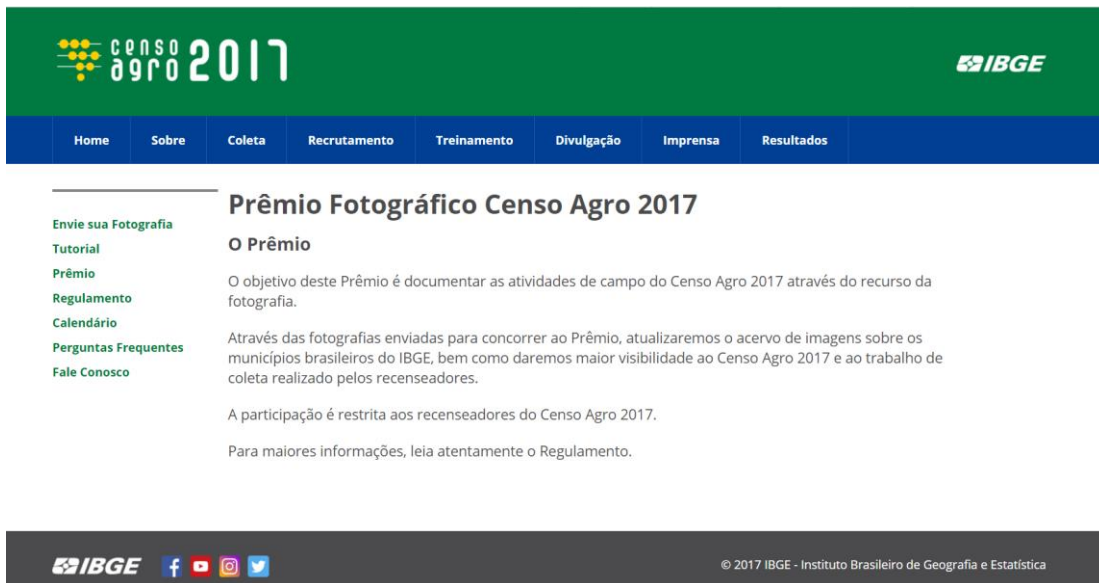 censo
agro 2017
IBGE
Home Sobre Coleta Recrutamento Treinamento Divulgação Imprensa Resultados
Envie sua Fotografia
Tutorial
Prêmio
Regulamento
Calendário
Perguntas Frequentes
Fale Conosco
Prêmio Fotográfico Censo Agro 2017
O Prêmio
O objetivo deste Prêmio é documentar as atividades de campo do Censo Agro 2017 através do recurso da
fotografia.
Através das fotografias enviadas para concorrer ao Prêmio, atualizaremos o acervo de imagens sobre os
municípios brasileiros do IBGE, bem como daremos maior visibilidade ao Censo Agro 2017 e ao trabalho de
coleta realizado pelos recenseadores.
A participação é restrita aos recenseadores do Censo Agro 2017.
Para maiores informações, leia atentamente o Regulamento.
IBGE
© 2017 IBGE - Instituto Brasileiro de Geografia e Estatística